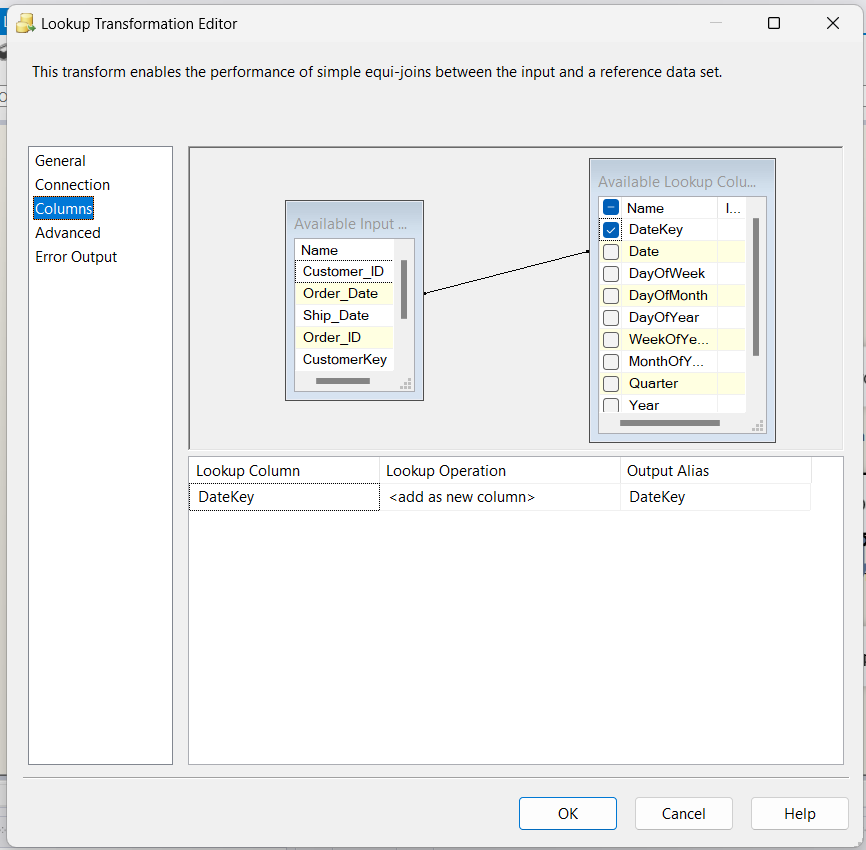 Lookup Transformation Editor
This transform enables the performance of simple equi-joins between the input and a reference data set.
General
Connection
Columns
Advanced
Error Output
Available Input ...
Name
Customer_ID
Order_Date
Ship_Date
Order_ID
CustomerKey
Available Lookup Colu...
Name I...
DateKey
Date
DayOfWeek
DayOfMonth
DayOfYear
WeekOfYe...
MonthOfY...
Quarter
Year
Lookup Column Lookup Operation Output Alias
DateKey <add as new column> DateKey
OK Cancel Help